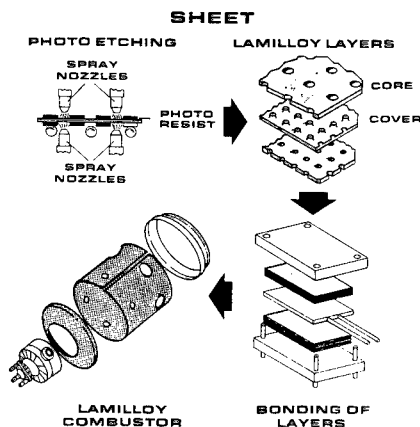 SHEET
PHOTO ETCHING
SPRAY
NOZZLES
PHOTO
RESIST
SPRAY
NOZZLES
LAMILLOY LAYERS
CORE
COVER
BONDING OF
LAYERS
LAMILLOY
COMBUSTOR